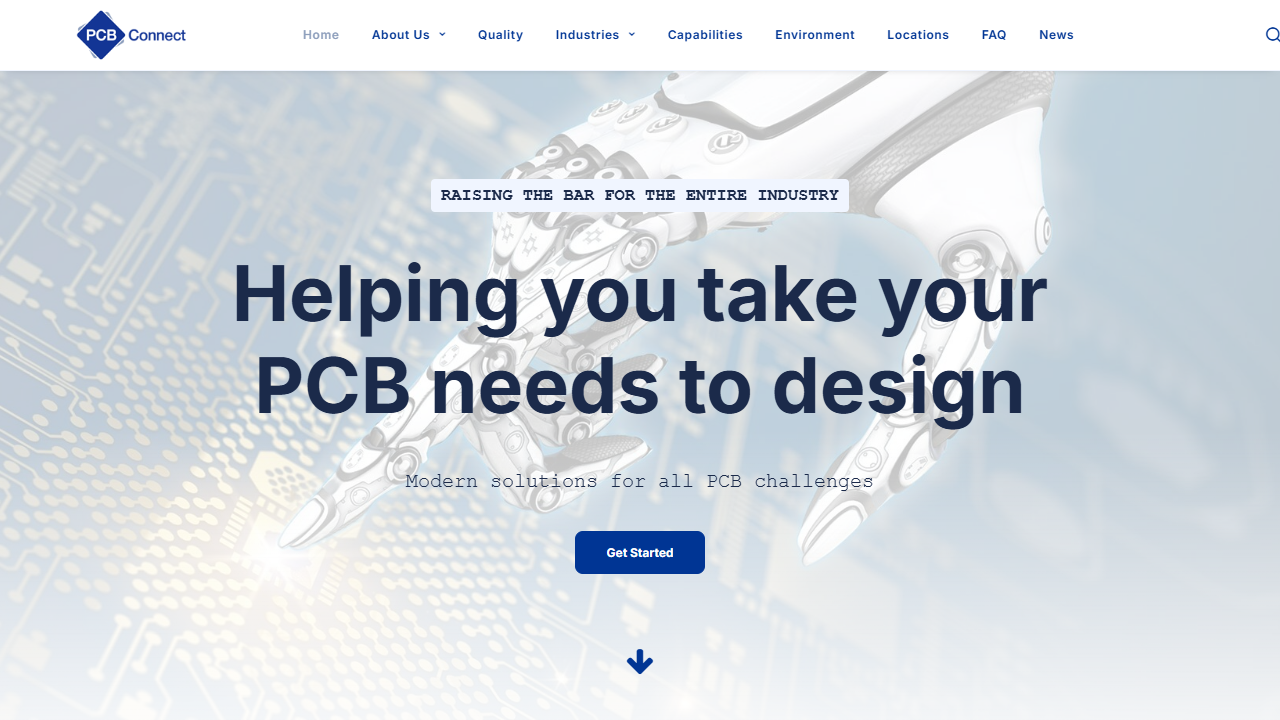 PCB Connect
Home About Us Quality Industries Capabilities Environment Locations FAQ News
RAISING THE BAR FOR THE ENTIRE INDUSTRY
Helping you take your
PCB needs to design
Modern solutions for all PCB challenges
Get Started